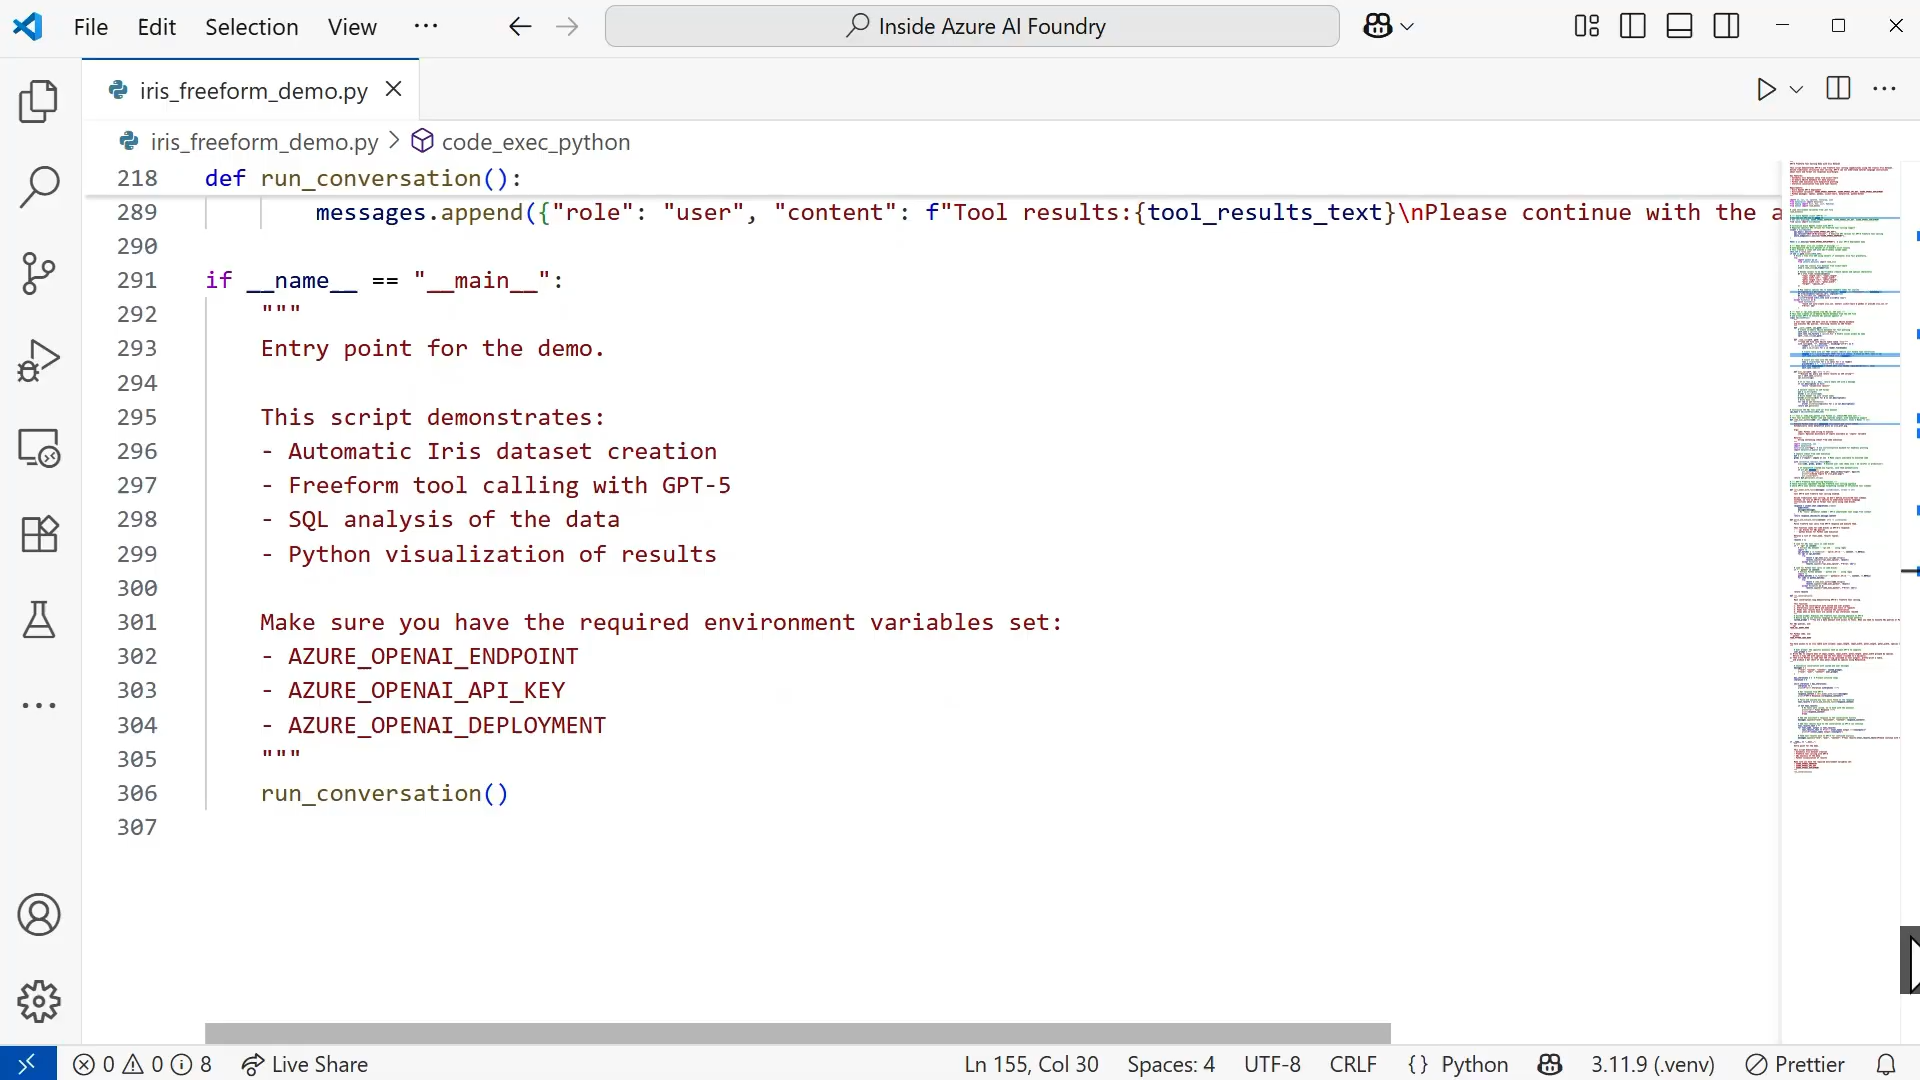 File Edit Selection View ··· Inside Azure AI Foundry
iris_freeform_demo.py
iris_freeform_demo.py > code_exec_python
218 def run_conversation():
289 messages.append({"role": "user", "content": f"Tool results:{tool_results_text}\nPlease continue with the a
290
291 if __name__ == "__main__":
292 """
293 Entry point for the demo.
294
295 This script demonstrates:
296 - Automatic Iris dataset creation
297 - Freeform tool calling with GPT-5
298 - SQL analysis of the data
299 - Python visualization of results
300
301 Make sure you have the required environment variables set:
302 - AZURE_OPENAI_ENDPOINT
303 - AZURE_OPENAI_API_KEY
304 - AZURE_OPENAI_DEPLOYMENT
305 """
306 run_conversation()
307
0 0 8 Live Share Ln 155, Col 30 Spaces: 4 UTF-8 CRLF {} Python 3.11.9 (.venv) Prettier